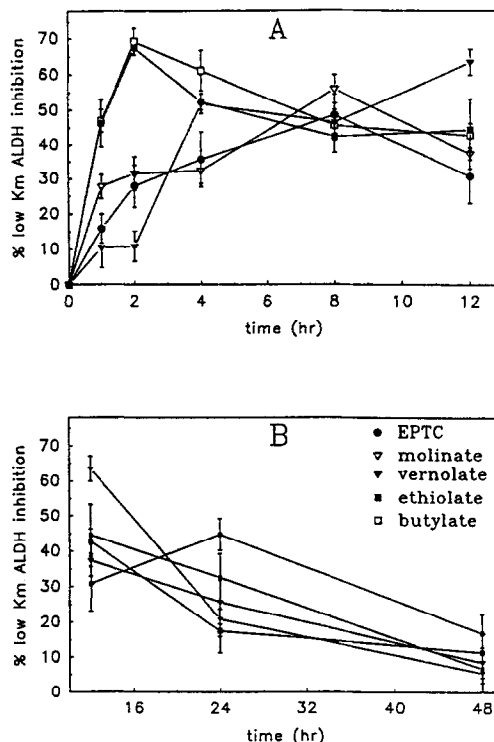 A
% low Km ALDH inhibition
70
60
50
40
30
20
10
0
0 2 4 6 8 10 12
time (hr)
B
% low Km ALDH inhibition
70
60
50
40
30
20
10
0
16 24 32 40 48
time (hr)
EPTC
molinate
vernolate
ethiolate
butylate